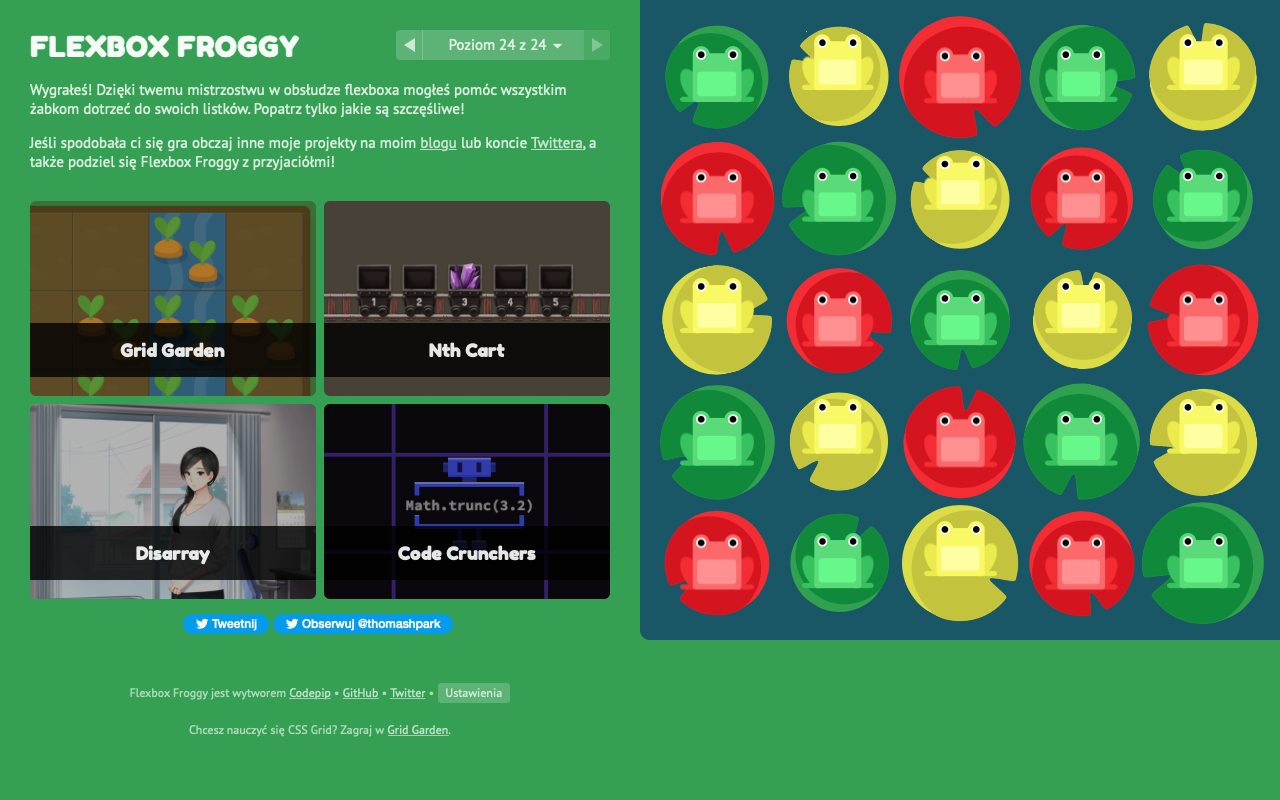 FLEXBOX FROGGY
Poziom 24 z 24
Wygrałeś! Dzięki twemu mistrzostwu w obsłudze flexboxa mogłeś pomóc wszystkim
żabkom dotrzeć do swoich listków. Popatrz tylko jakie są szczęśliwe!
Jeśli spodobała ci się gra obczaj inne moje projekty na moim blogu lub koncie Twittera, a
także podziel się Flexbox Froggy z przyjaciółmi!
Grid Garden
1 2 3 4 5
Nth Cart
Disarray
Math.trunc(3.2)
Code Crunchers
Tweetnij
Obserwuj @thomashpark
Flexbox Froggy jest wytworem Codepip • GitHub • Twitter • Ustawienia
Chcesz nauczyć się CSS Grid? Zagraj w Grid Garden.